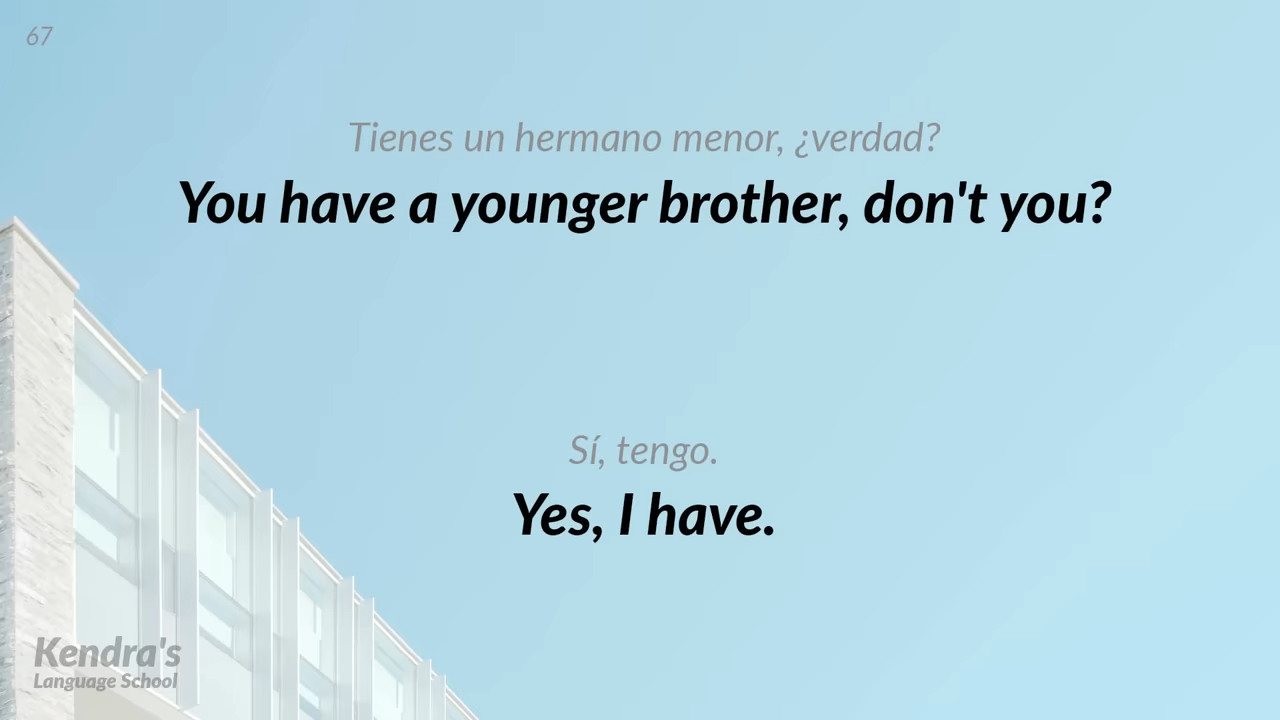 67
Tienes un hermano menor, ¿verdad?
You have a younger brother, don't you?
Sí, tengo.
Yes, I have.
Kendra's
Language School